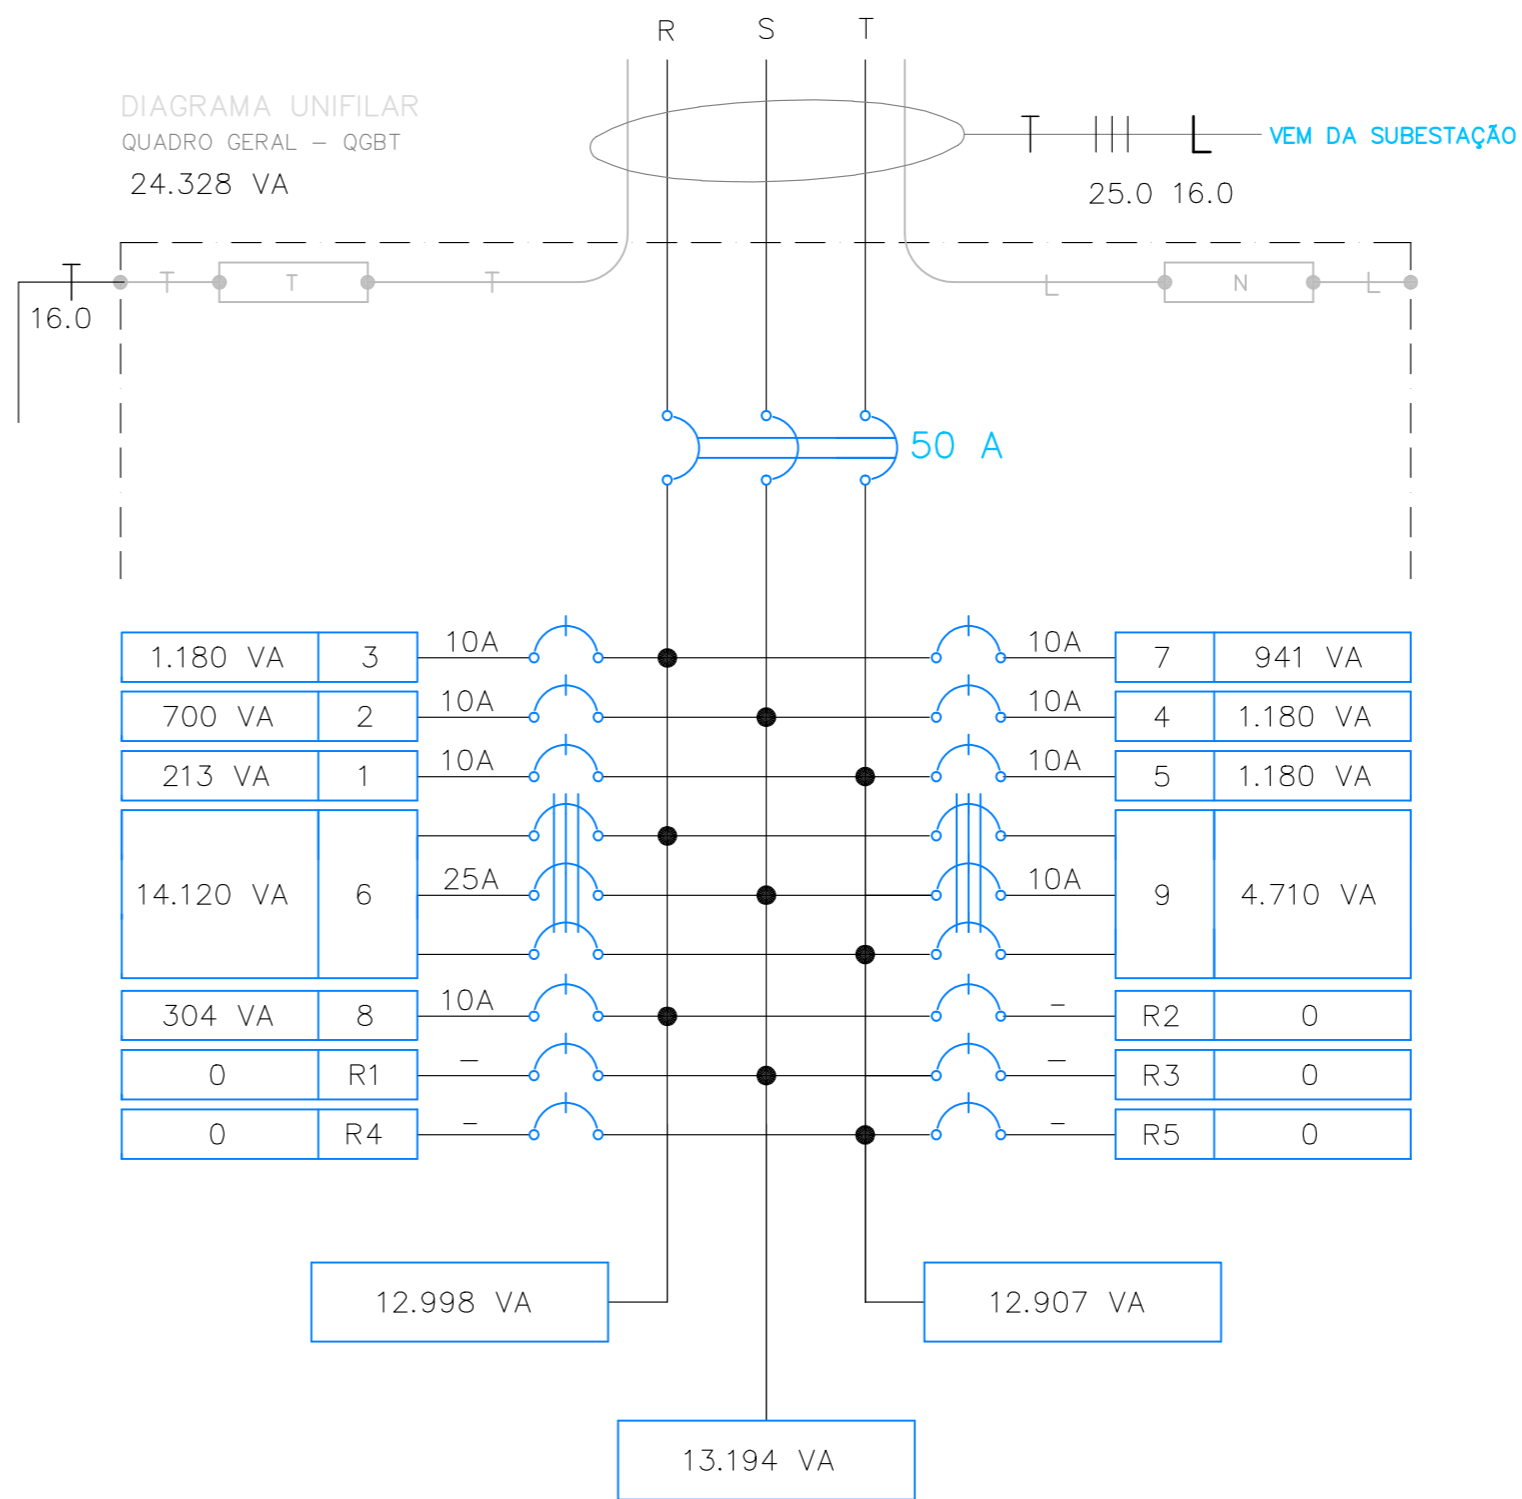 R S T
DIAGRAMA UNIFILAR
QUADRO GERAL – QGBT
24.328 VA
T L VEM DA SUBESTAÇÃO
25.0 16.0
T T T T L N L
16.0
50 A
1.180 VA 3 10A 10A 7 941 VA
700 VA 2 10A 10A 4 1.180 VA
213 VA 1 10A 10A 5 1.180 VA
14.120 VA 6 25A 10A 9 4.710 VA
304 VA 8 10A – R2 0
0 R1 – – R3 0
0 R4 – – R5 0
12.998 VA 12.907 VA
13.194 VA